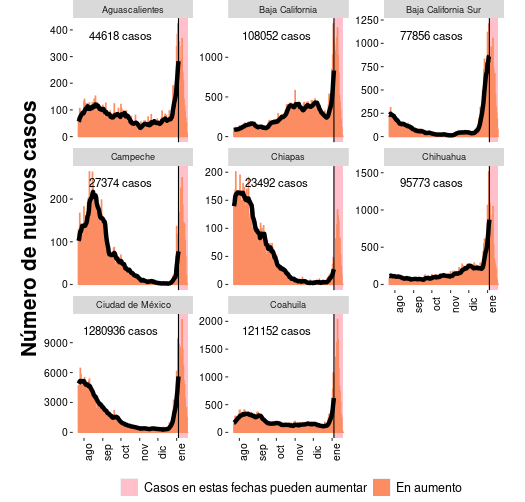 Número de nuevos casos
Aguascalientes
44618 casos
400
300
200
100
0
Baja California
108052 casos
1000
500
0
Baja California Sur
77856 casos
1250
1000
750
500
250
0
Campeche
27374 casos
200
100
0
Chiapas
23492 casos
200
150
100
50
0
Chihuahua
95773 casos
1500
1000
500
0
ago sep oct nov dic ene
Ciudad de México
1280936 casos
9000
6000
3000
0
ago sep oct nov dic ene
Coahuila
121152 casos
2000
1500
1000
500
0
ago sep oct nov dic ene
Casos en estas fechas pueden aumentar
En aumento